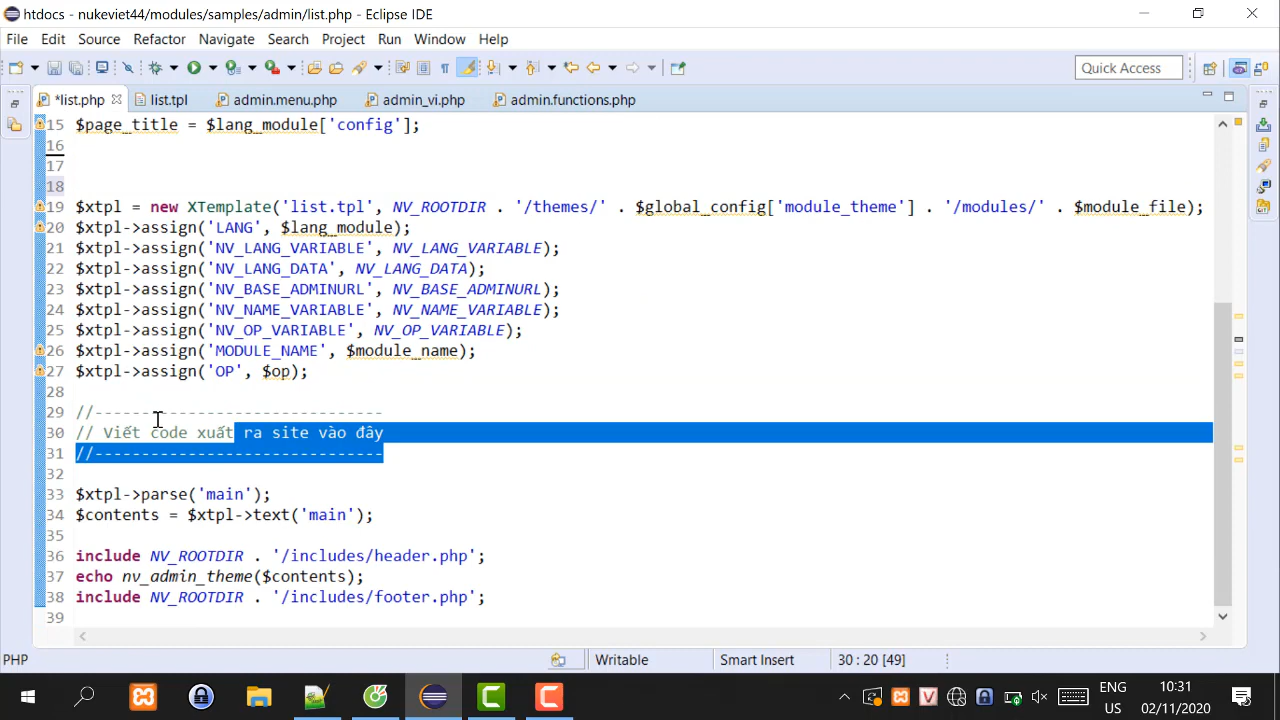 htdocs - nukeviet44/modules/samples/admin/list.php - Eclipse IDE
File Edit Source Refactor Navigate Search Project Run Window Help
Quick Access
*list.php list.tpl admin.menu.php admin_vi.php admin.functions.php
15 $page_title = $lang_module['config'];
16
17
18
19 $xtpl = new XTemplate('list.tpl', NV_ROOTDIR . '/themes/' . $global_config['module_theme'] . '/modules/' . $module_file);
20 $xtpl->assign('LANG', $lang_module);
21 $xtpl->assign('NV_LANG_VARIABLE', NV_LANG_VARIABLE);
22 $xtpl->assign('NV_LANG_DATA', NV_LANG_DATA);
23 $xtpl->assign('NV_BASE_ADMINURL', NV_BASE_ADMINURL);
24 $xtpl->assign('NV_NAME_VARIABLE', NV_NAME_VARIABLE);
25 $xtpl->assign('NV_OP_VARIABLE', NV_OP_VARIABLE);
26 $xtpl->assign('MODULE_NAME', $module_name);
27 $xtpl->assign('OP', $op);
28
29 //-------------------------------
30 // Viết code xuất ra site vào đây
31 //-------------------------------
32
33 $xtpl->parse('main');
34 $contents = $xtpl->text('main');
35
36 include NV_ROOTDIR . '/includes/header.php';
37 echo nv_admin_theme($contents);
38 include NV_ROOTDIR . '/includes/footer.php';
39
PHP Writable Smart Insert 30 : 20 [49]
ENG
US
10:31
02/11/2020